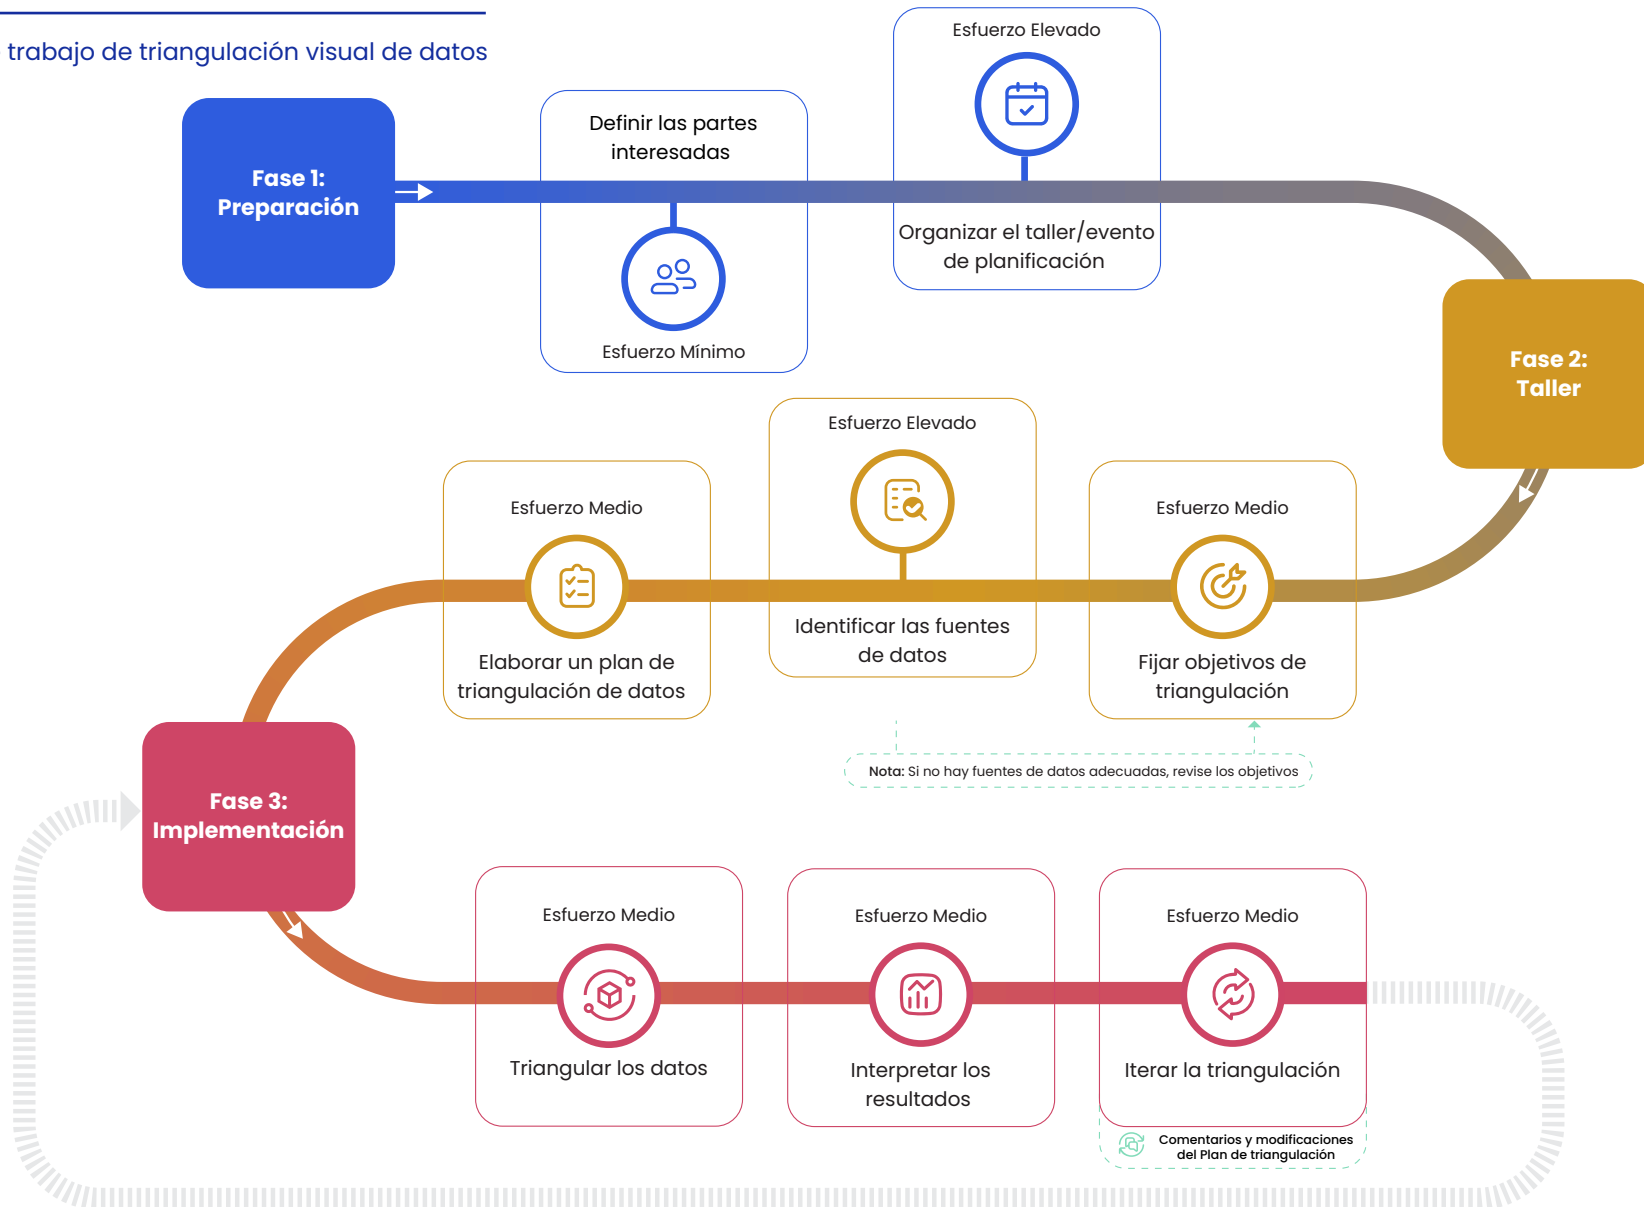 trabajo de triangulación visual de datos
Fase 1:
Preparación
Definir las partes
interesadas
Esfuerzo Mínimo
Esfuerzo Elevado
Organizar el taller/evento
de planificación
Fase 2:
Taller
Esfuerzo Medio
Fijar objetivos de
triangulación
Esfuerzo Elevado
Identificar las fuentes
de datos
Esfuerzo Medio
Elaborar un plan de
triangulación de datos
Nota: Si no hay fuentes de datos adecuadas, revise los objetivos
Fase 3:
Implementación
Esfuerzo Medio
Triangular los datos
Esfuerzo Medio
Interpretar los
resultados
Esfuerzo Medio
Iterar la triangulación
Comentarios y modificaciones
del Plan de triangulación